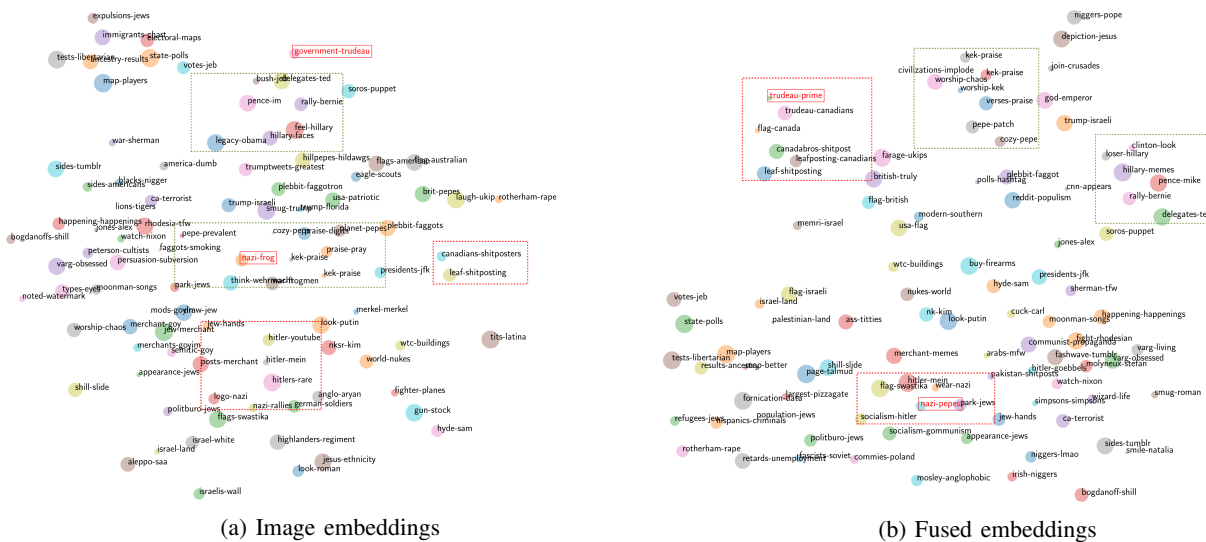 expulsions-jews
immigrants-chast
electoral-maps
government-trudeau
tests-libertarian
ancestry-results
state-polls
votes-jeb
map-players
bush-jeb
delegates-ted
soros-puppet
pence-im
rally-bernie
feel-hillary
hillary-faces
legacy-obama
war-sherman
sides-tumblr
america-dumb
hillpepes-hildawgs
flags-american
flag-australian
trumptweets-greatest
blacks-nigger
eagle-scouts
sides-americans
plebbit-faggotron
usa-patriotic
brit-pepes
laugh-ukip
rotherham-rape
ca-terrorist
lions-tigers
trump-israeli
smug-trump
trump-florida
happening-happenings
jones-alex
rhodesia-tfw
watch-nixon
bogdanoffs-shill
pepe-prevalent
cozy-pepe
praise-digits
planet-pepes
plebbit-faggots
peterson-cultists
faggots-smoking
praise-pray
varg-obsessed
persuasion-subversion
nazi-frog
kek-praise
canadians-shitposters
types-eyes
moonman-songs
park-jews
think-wehrmacht
kek-praise
presidents-jfk
leaf-shitposting
noted-watermark
mods-goyim
draw-jew
merkel-merkel
worship-chaos
merchant-goy
jew-merchant
jew-hands
look-putin
merchants-goyim
semitic-goy
hitler-youtube
nksr-kim
wtc-buildings
tits-latina
posts-merchant
hitler-mein
world-nukes
appearance-jews
shill-slide
hitlers-rare
logo-nazi
anglo-aryan
fighter-planes
politburo-jews
nazi-rallies
german-soldiers
flags-swastika
gun-stock
israel-white
highlanders-regiment
hyde-sam
israel-land
aleppo-saa
jesus-ethnicity
look-roman
israelis-wall
(a) Image embeddings
niggers-pope
depiction-jesus
kek-praise
civilizations-implode
kek-praise
join-crusades
worship-chaos
worship-kek
trudeau-prime
verses-praise
god-emperor
trudeau-canadians
pepe-patch
trump-israeli
flag-canada
cozy-pepe
canadabros-shitpost
clinton-look
leafposting-canadians
farage-ukips
loser-hillary
leaf-shitposting
british-truly
polls-hashtag
plebbit-faggot
hillary-memes
cnn-appears
pence-mike
reddit-populism
rally-bernie
flag-british
modern-southern
delegates-ted
memri-israel
usa-flag
soros-puppet
jones-alex
wtc-buildings
buy-firearms
presidents-jfk
votes-jeb
flag-israeli
nukes-world
hyde-sam
sherman-tfw
israel-land
nk-kim
cuck-carl
state-polls
palestinian-land
ass-titties
look-putin
moonman-songs
happening-happenings
fight-rhodesian
communist-propaganda
map-players
merchant-memes
arabs-mfw
fashwave-tumblr
varg-living
tests-libertarian
varg-obsessed
results-ancestry
shill-slide
hitler-goebbels
molyneux-stefan
page-talmud
hitler-mein
pakistan-shitposts
largest-pizzagate
flag-swastika
wear-nazi
watch-nixon
smug-roman
fornication-data
nazi-pepes
park-jews
simpsons-simpsons
wizard-life
population-jews
refugees-jews
hispanics-criminals
socialism-hitler
jew-hands
ca-terrorist
socialism-gommunism
politburo-jews
appearance-jews
rotherham-rape
sides-tumblr
smile-natalia
retards-unemployment
fascists-soviet
commies-poland
niggers-lmao
mosley-anglophobic
irish-niggers
bogdanoff-shill
(b) Fused embeddings